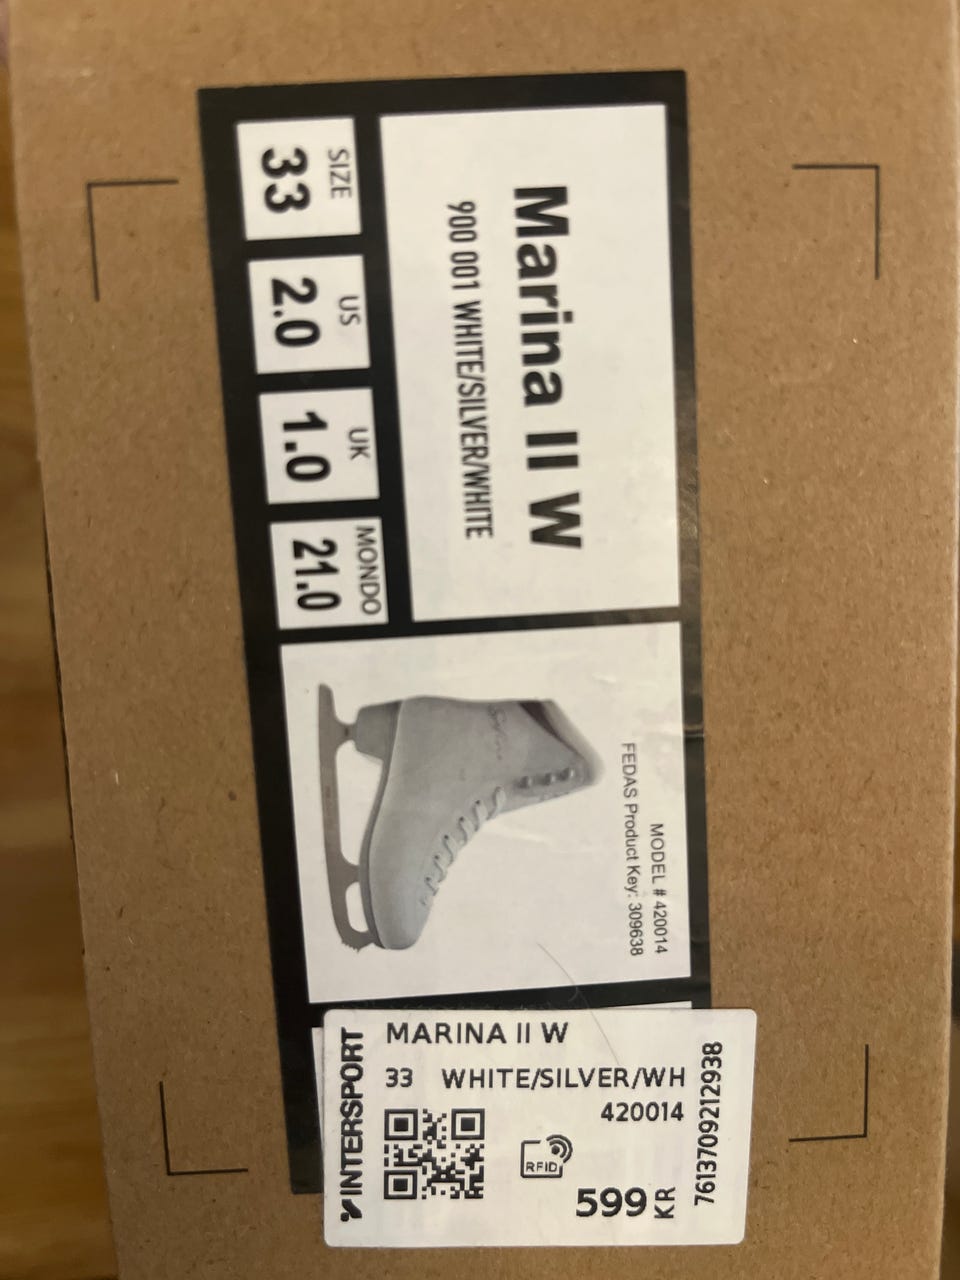 Marina II W
900 001 WHITE/SILVER/WHITE
SIZE
33
US
2.0
UK
1.0
MONDO
21.0
MODEL # 420014
FEDAS Product Key: 309638
INTERSPORT
MARINA II W
33 WHITE/SILVER/WH
420014
RFID
599 KR
7613709212938